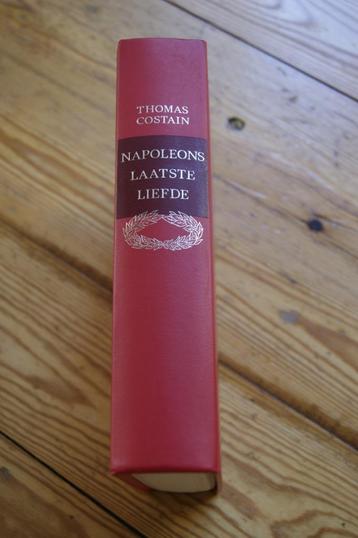 THOMAS
COSTAIN
NAPOLEONS
LAATSTE
LIEFDE